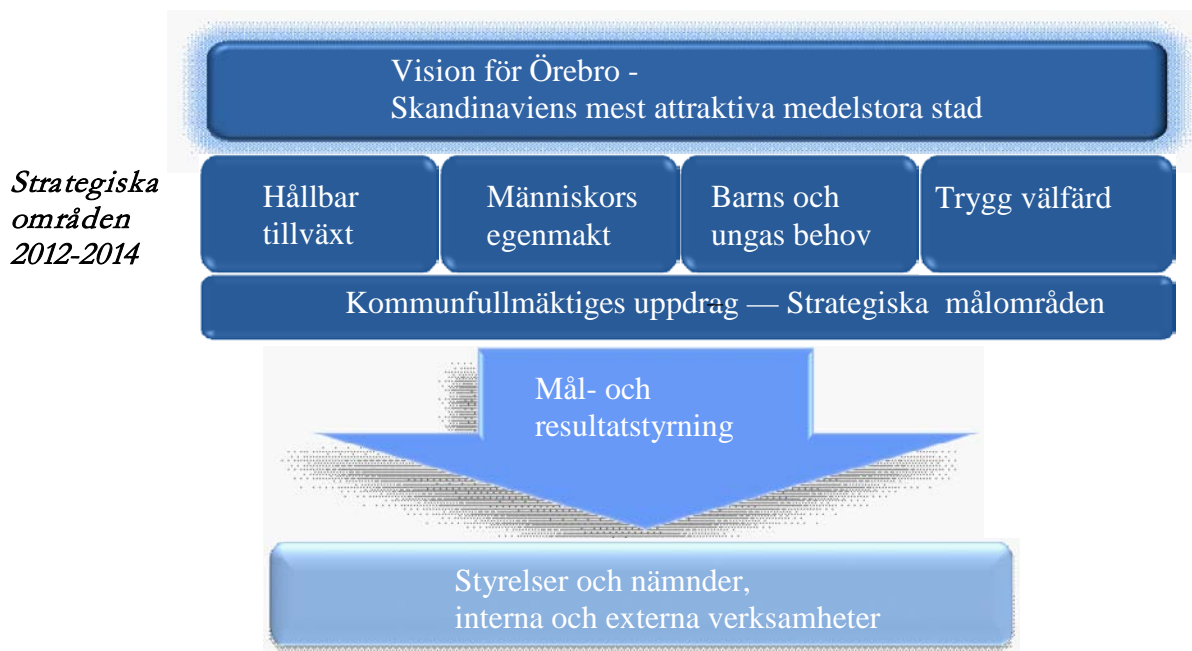 Vision för Örebro -
Skandinaviens mest attraktiva medelstora stad
Strategiska
områden
2012-2014
Hållbar
tillväxt
Människors
egenmakt
Barns och
ungas behov
Trygg välfärd
Kommunfullmäktiges uppdrag — Strategiska målområden
Mål- och
resultatstyrning
Styrelser och nämnder,
interna och externa verksamheter